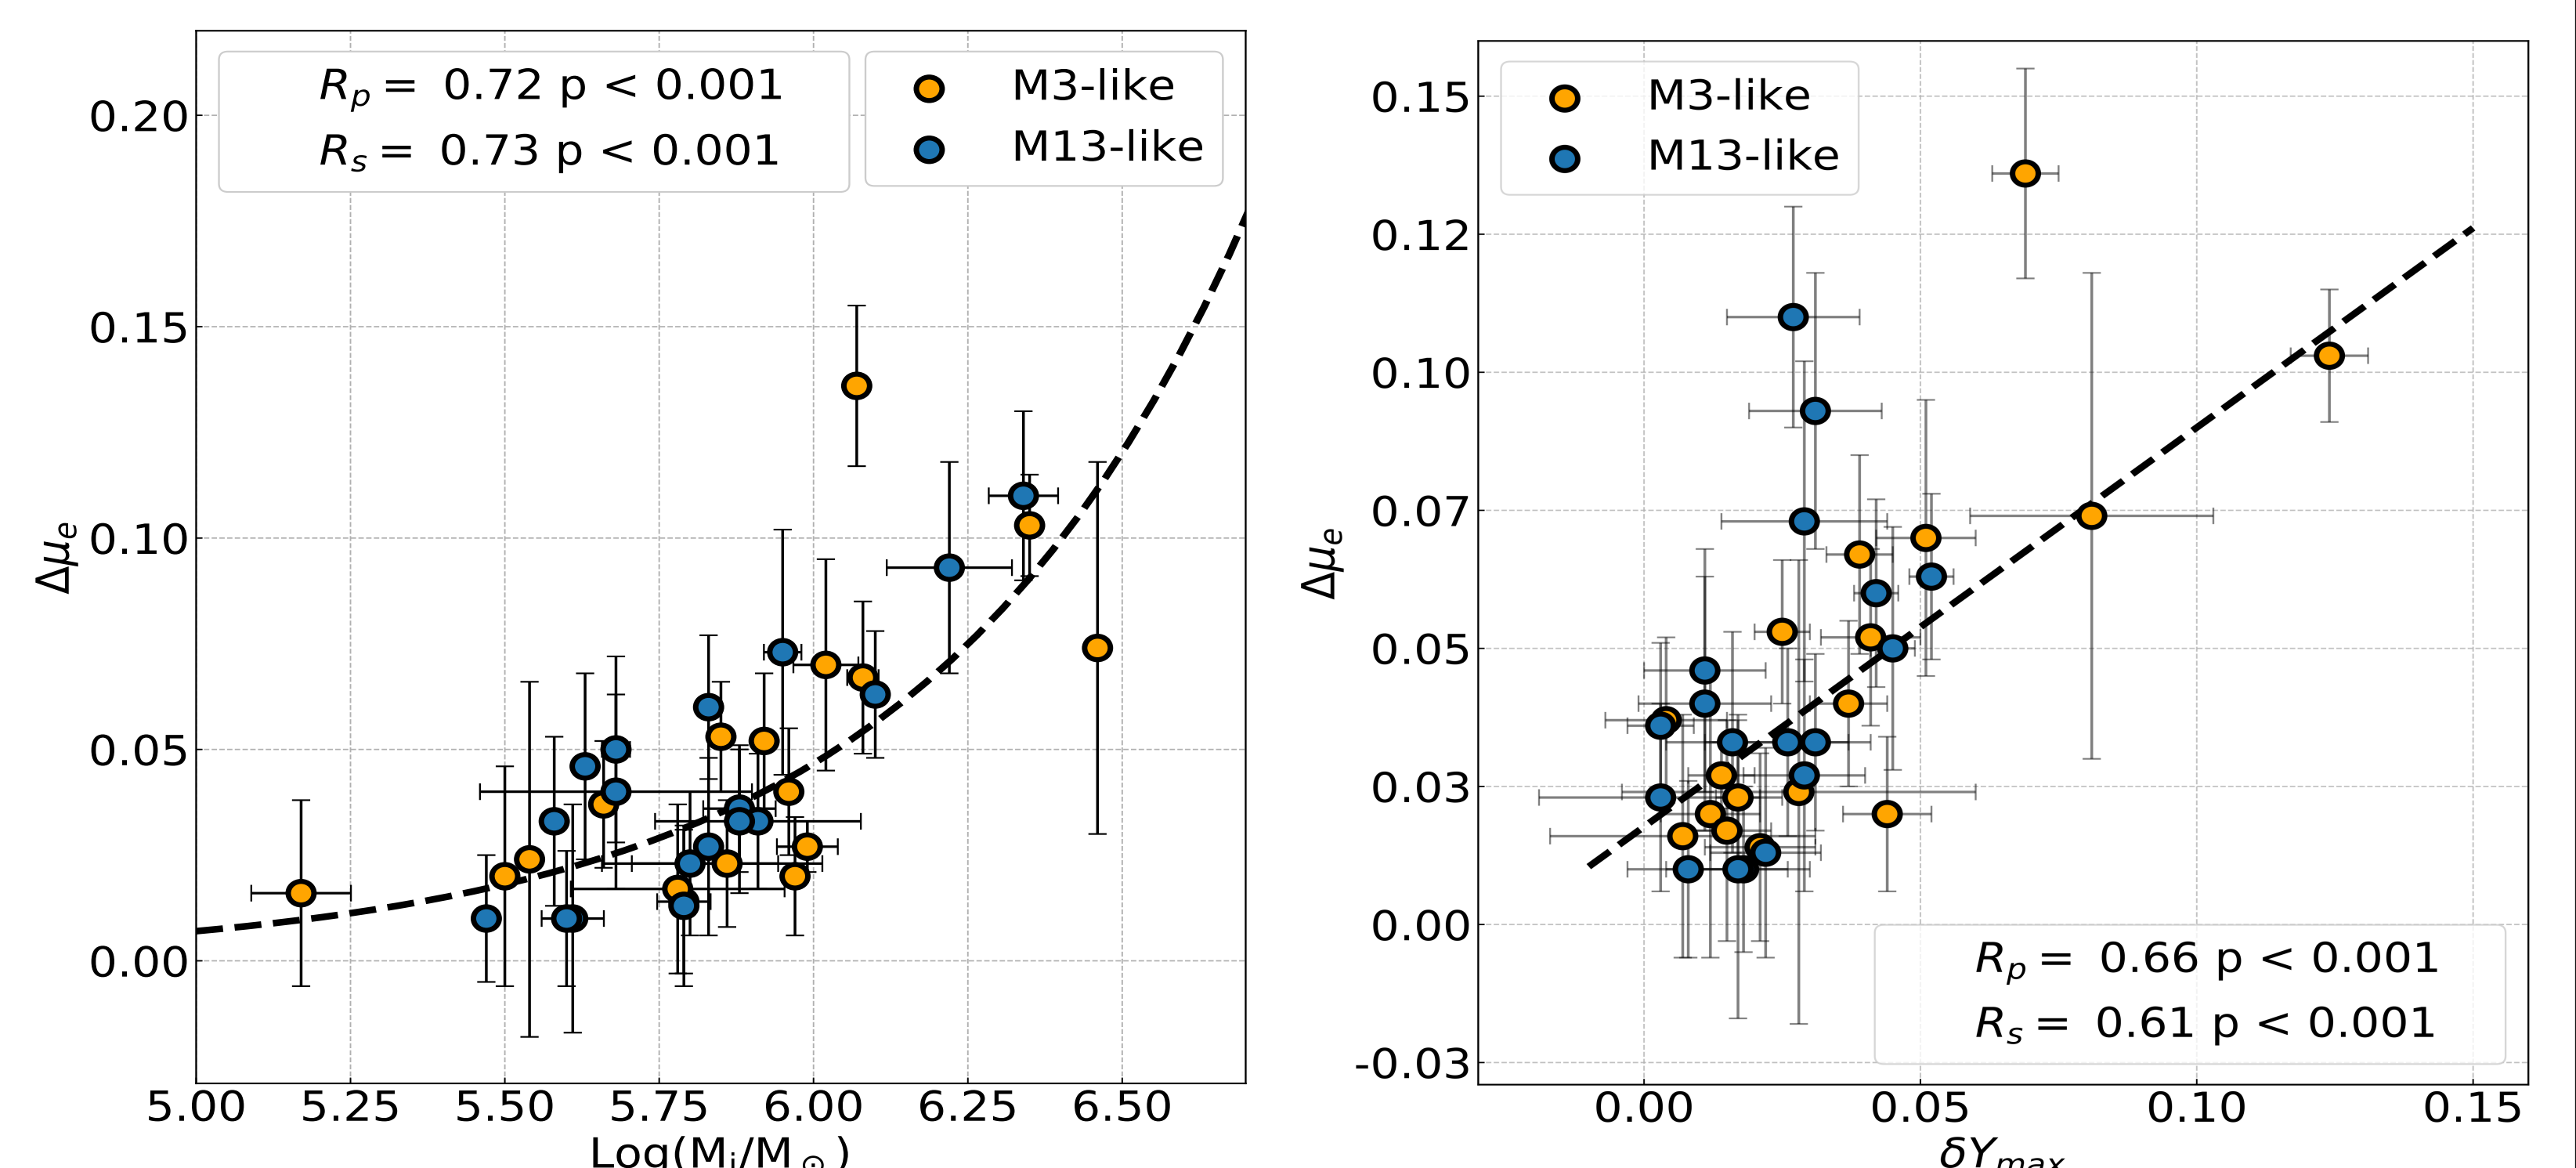 R_p = 0.72 p < 0.001
R_s = 0.73 p < 0.001
M3-like
M13-like
0.20
0.15
0.10
0.05
0.00
Δμ_e
5.00 5.25 5.50 5.75 6.00 6.25 6.50
Log(M_i/M_⊙)
M3-like
M13-like
0.15
0.12
0.10
0.07
0.05
0.03
0.00
-0.03
Δμ_e
R_p = 0.66 p < 0.001
R_s = 0.61 p < 0.001
0.00 0.05 0.10 0.15
δY_max